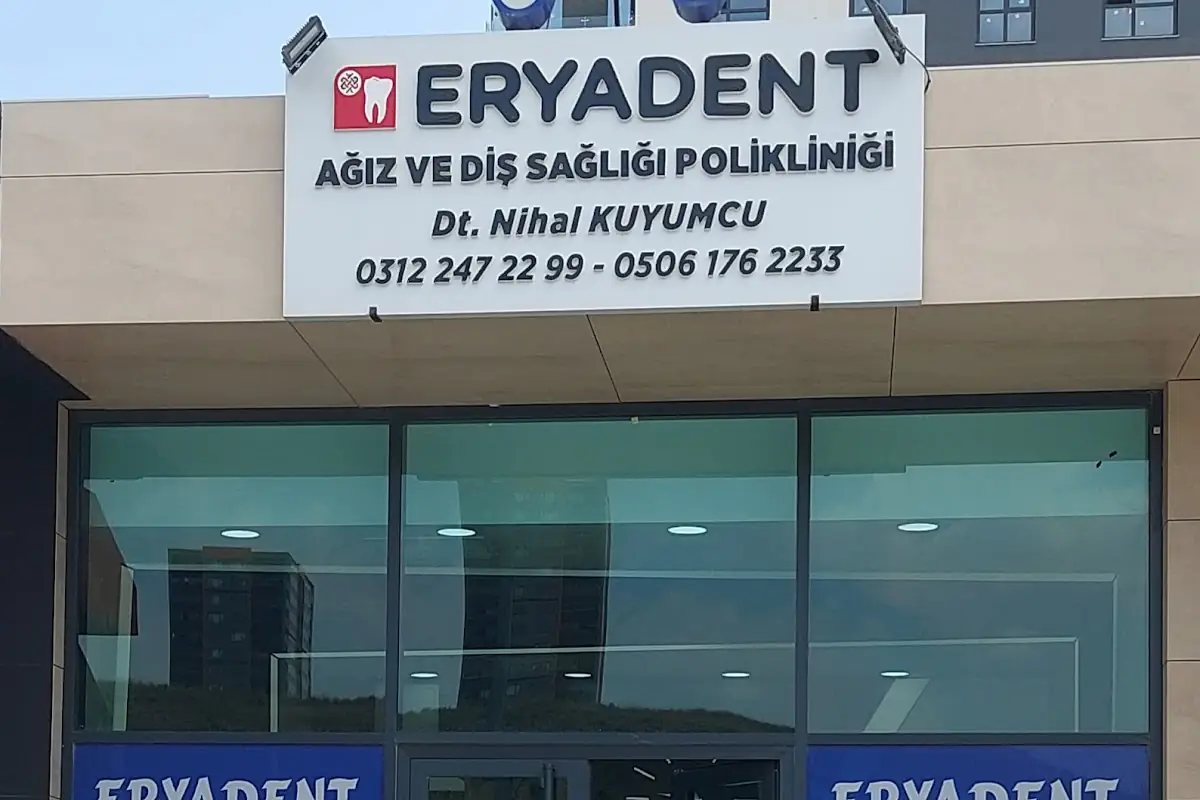 ERYADENT
AĞIZ VE DİŞ SAĞLIĞI POLİKLİNİĞİ
Dt. Nihal KUYUMCU
0312 247 22 99 - 0506 176 2233
ERYADENT
ERYADENT